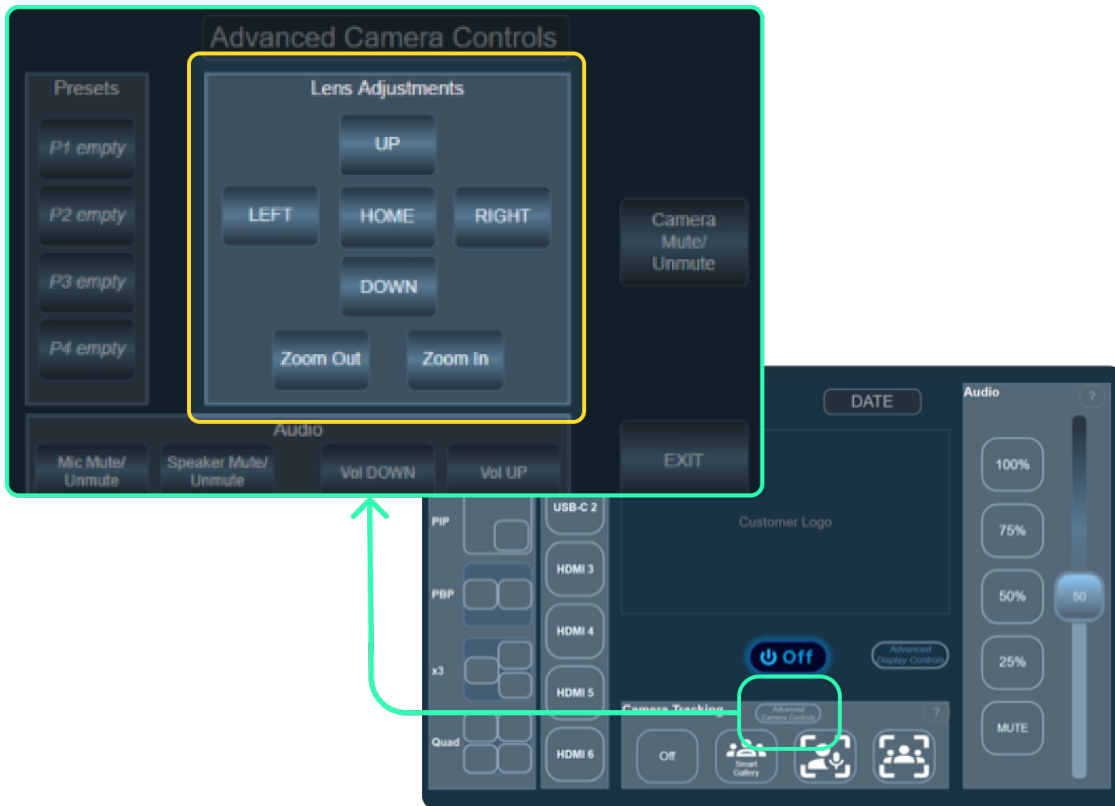 Advanced Camera Controls
Presets
P1 empty
P2 empty
P3 empty
P4 empty
Lens Adjustments
UP
LEFT
HOME
RIGHT
DOWN
Zoom Out
Zoom In
Camera
Mute/
Unmute
Audio
Mic Mute/
Unmute
Speaker Mute/
Unmute
Vol DOWN
Vol UP
EXIT
DATE
PIP
PBP
x3
Quad
USB-C 2
HDMI 3
HDMI 4
HDMI 5
HDMI 6
Customer Logo
Off
Advanced
Display Controls
Camera Tracking
Advanced
Camera Controls
?
Off
Smart
Gallery
Audio
?
100%
75%
50%
25%
MUTE
50